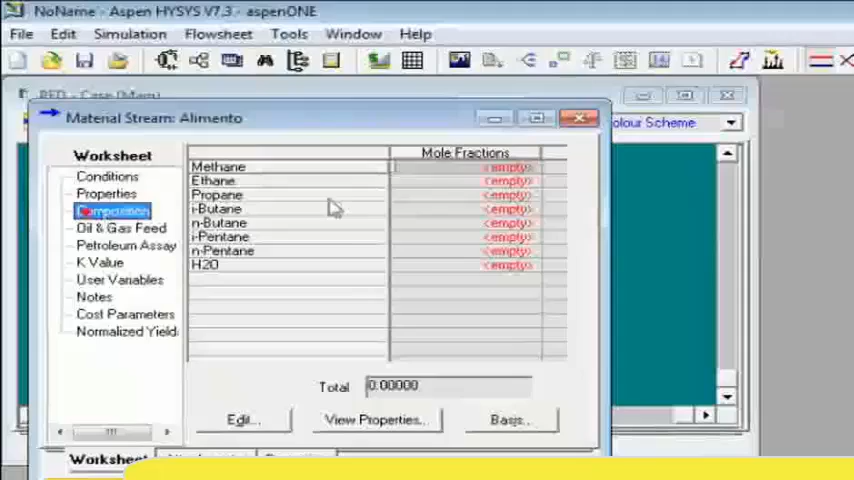 NoName - Aspen HYSYS V7.3 - aspenONE
File Edit Simulation Flowsheet Tools Window Help
Colour Scheme
Material Stream: Alimento
Worksheet
Conditions
Properties
Composition
Oil & Gas Feed
Petroleum Assay
K Value
User Variables
Notes
Cost Parameters
Normalized Yield
Mole Fractions
Methane <empty>
Ethane <empty>
Propane <empty>
i-Butane <empty>
n-Butane <empty>
i-Pentane <empty>
n-Pentane <empty>
H2O <empty>
Total 0.00000
Edit... View Properties... Basis...
Worksheet